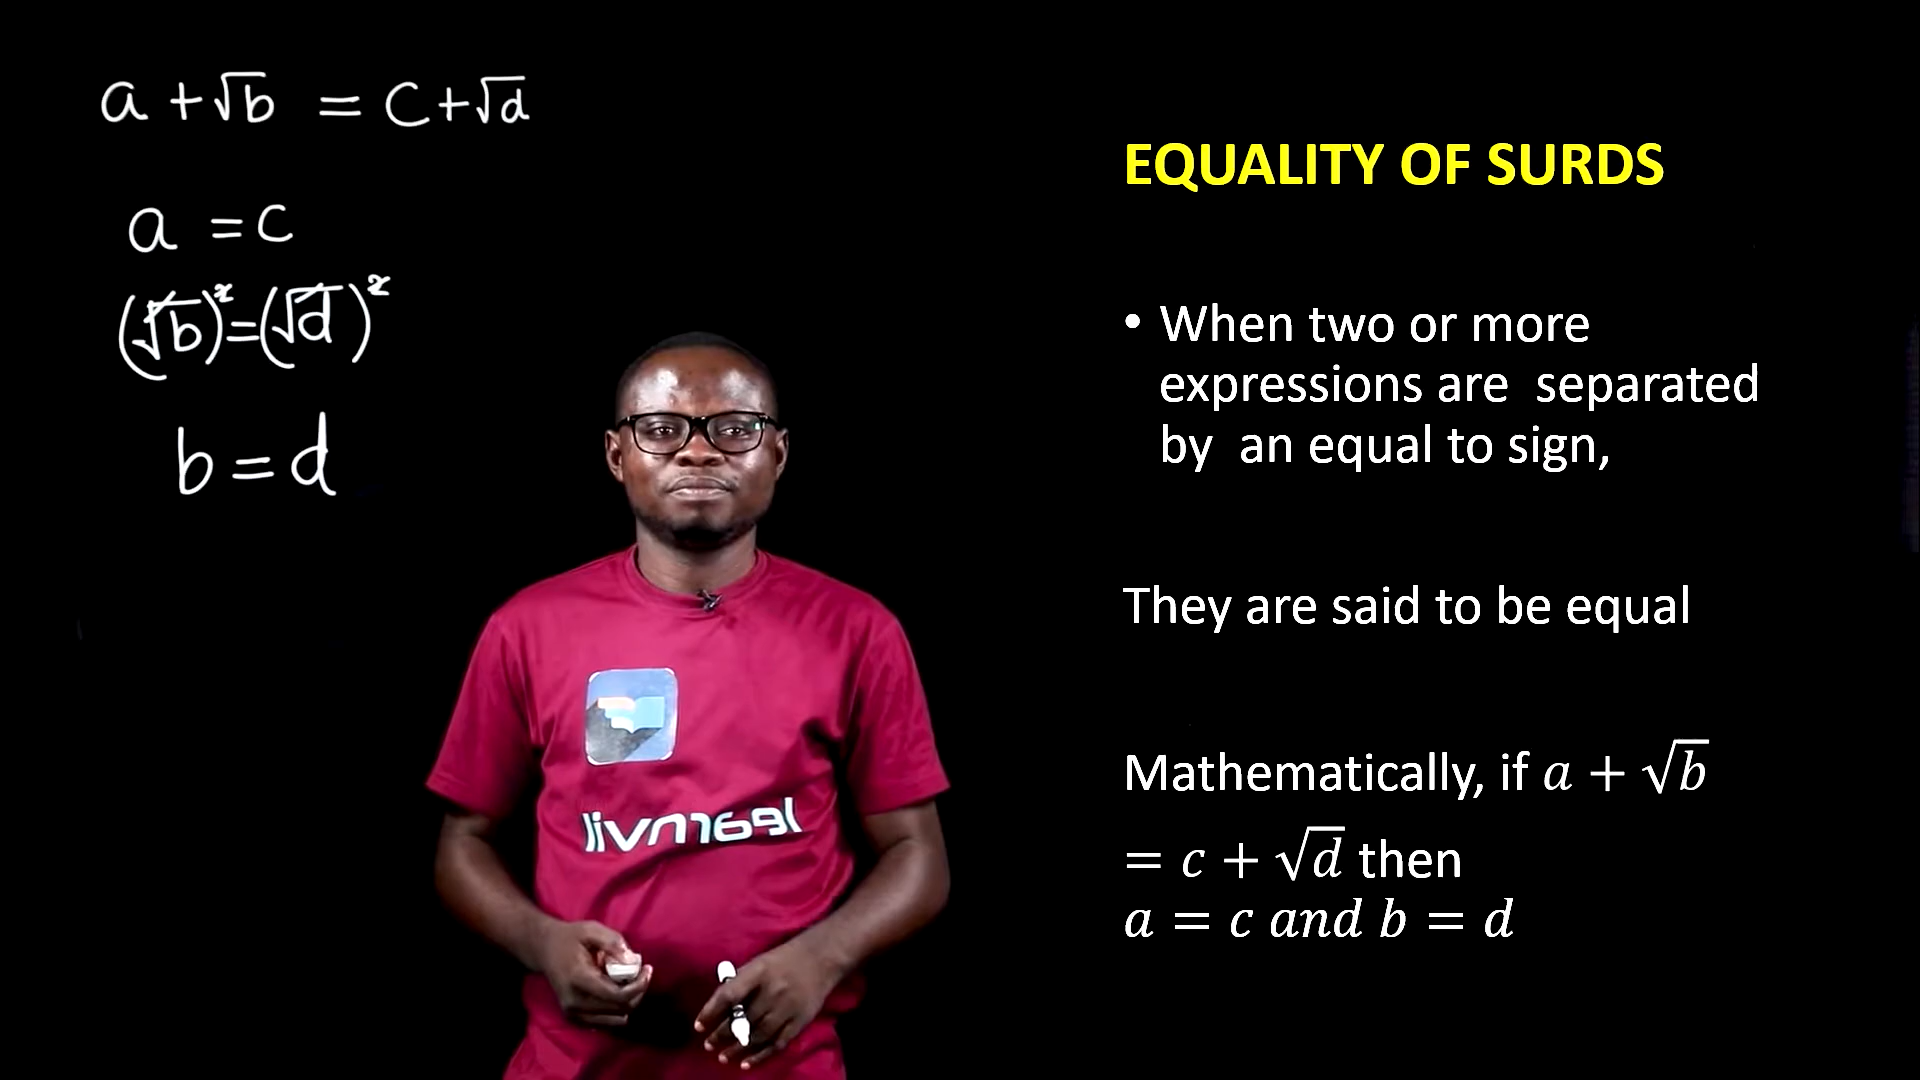 a + √b = c + √d
a = c
(√b)² = (√d)²
b = d
EQUALITY OF SURDS
• When two or more
expressions are separated
by an equal to sign,
They are said to be equal
Mathematically, if a + √b
= c + √d then
a = c and b = d
learnvil